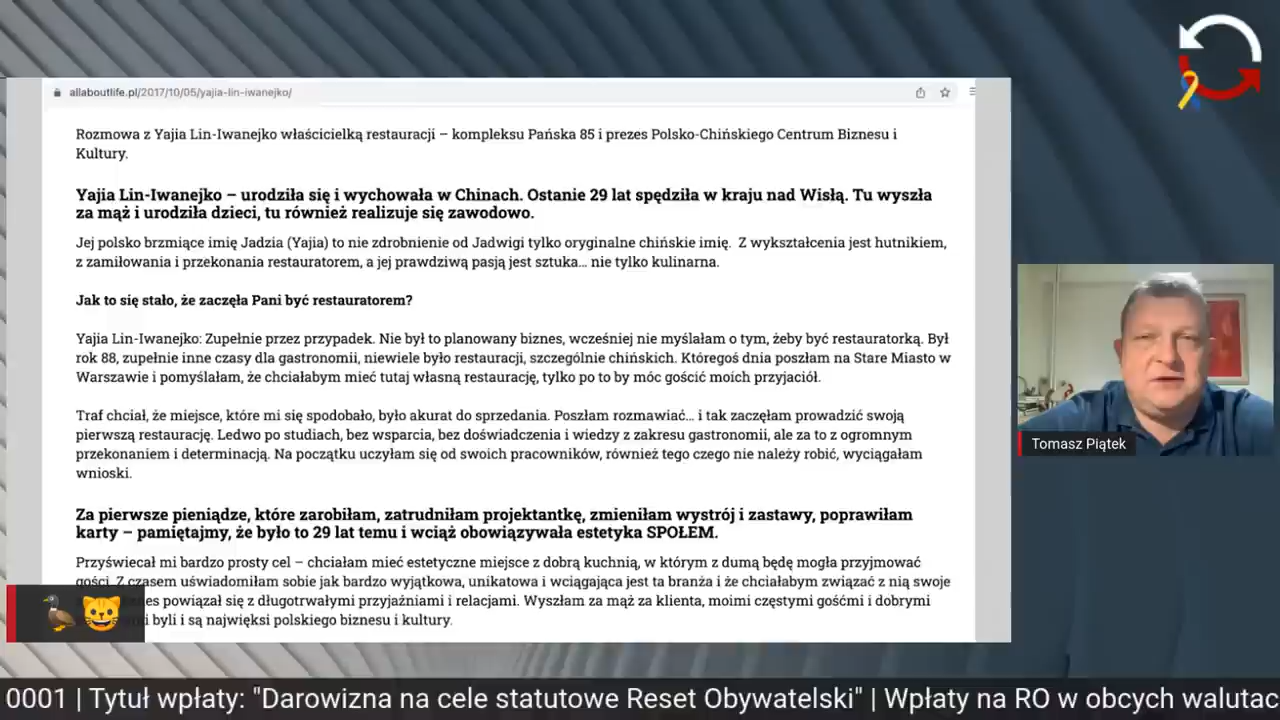 allaboutlife.pl/2017/10/05/yajia-lin-iwanejko/
Rozmowa z Yajia Lin-Iwanejko właścicielką restauracji – kompleksu Pańska 85 i prezes Polsko-Chińskiego Centrum Biznesu i
Kultury.
Yajia Lin-Iwanejko – urodziła się i wychowała w Chinach. Ostanie 29 lat spędziła w kraju nad Wisłą. Tu wyszła
za mąż i urodziła dzieci, tu również realizuje się zawodowo.
Jej polsko brzmiące imię Jadzia (Yajia) to nie zdrobnienie od Jadwigi tylko oryginalne chińskie imię. Z wykształcenia jest hutnikiem,
z zamiłowania i przekonania restauratorem, a jej prawdziwą pasją jest sztuka… nie tylko kulinarna.
Jak to się stało, że zaczęła Pani być restauratorem?
Yajia Lin-Iwanejko: Zupełnie przez przypadek. Nie był to planowany biznes, wcześniej nie myślałam o tym, żeby być restauratorką. Był
rok 88, zupełnie inne czasy dla gastronomii, niewiele było restauracji, szczególnie chińskich. Któregoś dnia poszłam na Stare Miasto w
Warszawie i pomyślałam, że chciałabym mieć tutaj własną restaurację, tylko po to by móc gościć moich przyjaciół.
Traf chciał, że miejsce, które mi się spodobało, było akurat do sprzedania. Poszłam rozmawiać… i tak zaczęłam prowadzić swoją
pierwszą restaurację. Ledwo po studiach, bez wsparcia, bez doświadczenia i wiedzy z zakresu gastronomii, ale za to z ogromnym
przekonaniem i determinacją. Na początku uczyłam się od swoich pracowników, również tego czego nie należy robić, wyciągałam
wnioski.
Za pierwsze pieniądze, które zarobiłam, zatrudniłam projektantkę, zmieniłam wystrój i zastawy, poprawiłam
karty – pamiętajmy, że było to 29 lat temu i wciąż obowiązywała estetyka SPOŁEM.
Przyświecał mi bardzo prosty cel – chciałam mieć estetyczne miejsce z dobrą kuchnią, w którym z dumą będę mogła przyjmować
gości. Z czasem uświadomiłam sobie jak bardzo wyjątkowa, unikatowa i wciągająca jest ta branża i że chciałabym związać z nią swoje
powiązał się z długotrwałymi przyjaźniami i relacjami. Wyszłam za mąż za klienta, moimi częstymi gośćmi i dobrymi
byli i są najwięksi polskiego biznesu i kultury.
Tomasz Piątek
0001 | Tytuł wpłaty: "Darowizna na cele statutowe Reset Obywatelski" | Wpłaty na RO w obcych walutac